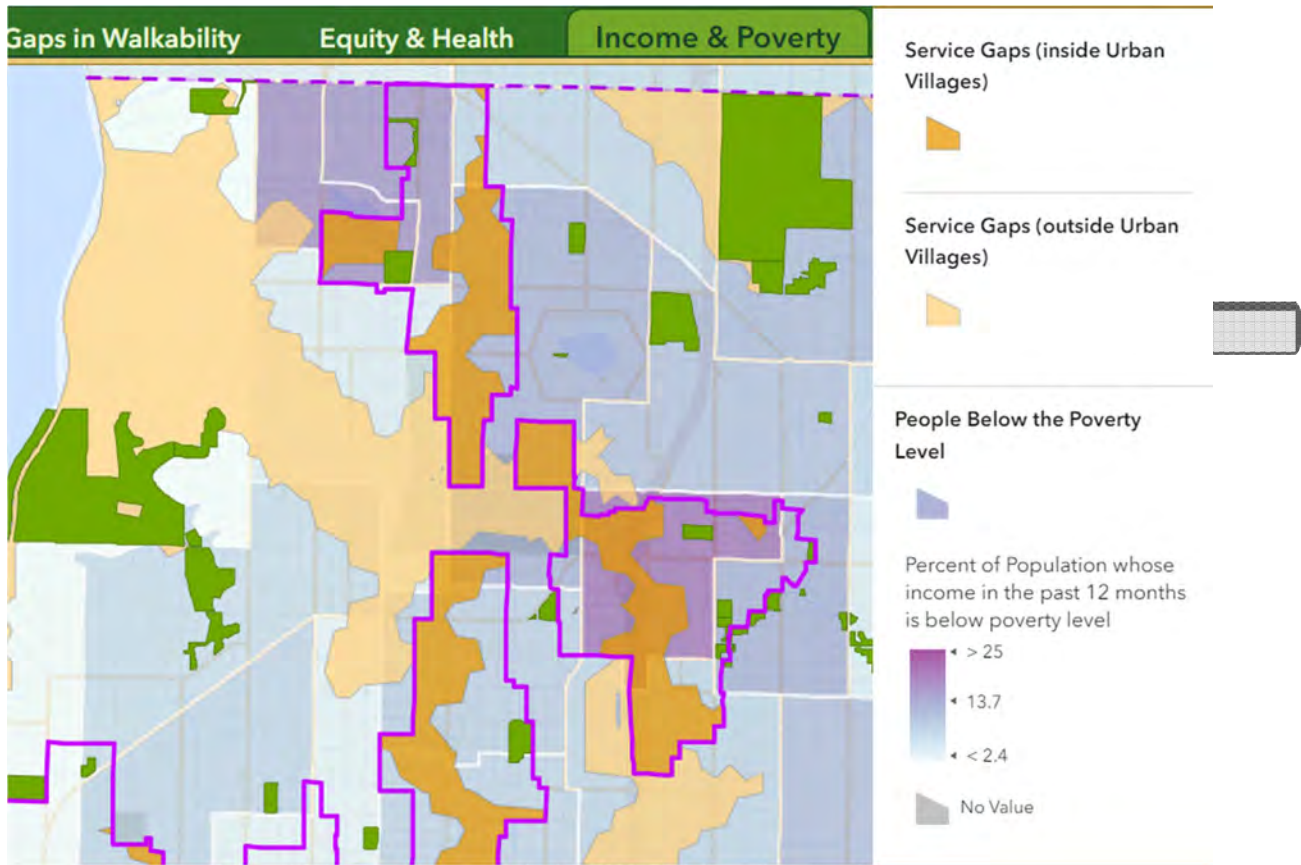 Gaps in Walkability
Equity & Health
Income & Poverty
Service Gaps (inside Urban
Villages)
Service Gaps (outside Urban
Villages)
People Below the Poverty
Level
Percent of Population whose
income in the past 12 months
is below poverty level
> 25
13.7
< 2.4
No Value